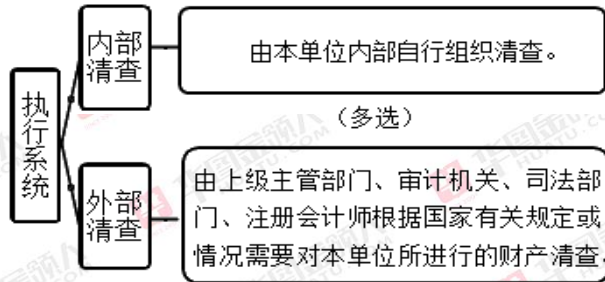 内部
清查
由本单位内部自行组织清查。
执行系统
（多选）
外部
清查
由上级主管部门、审计机关、司法部
门、注册会计师根据国家有关规定或
情况需要对本单位所进行的财产清查。